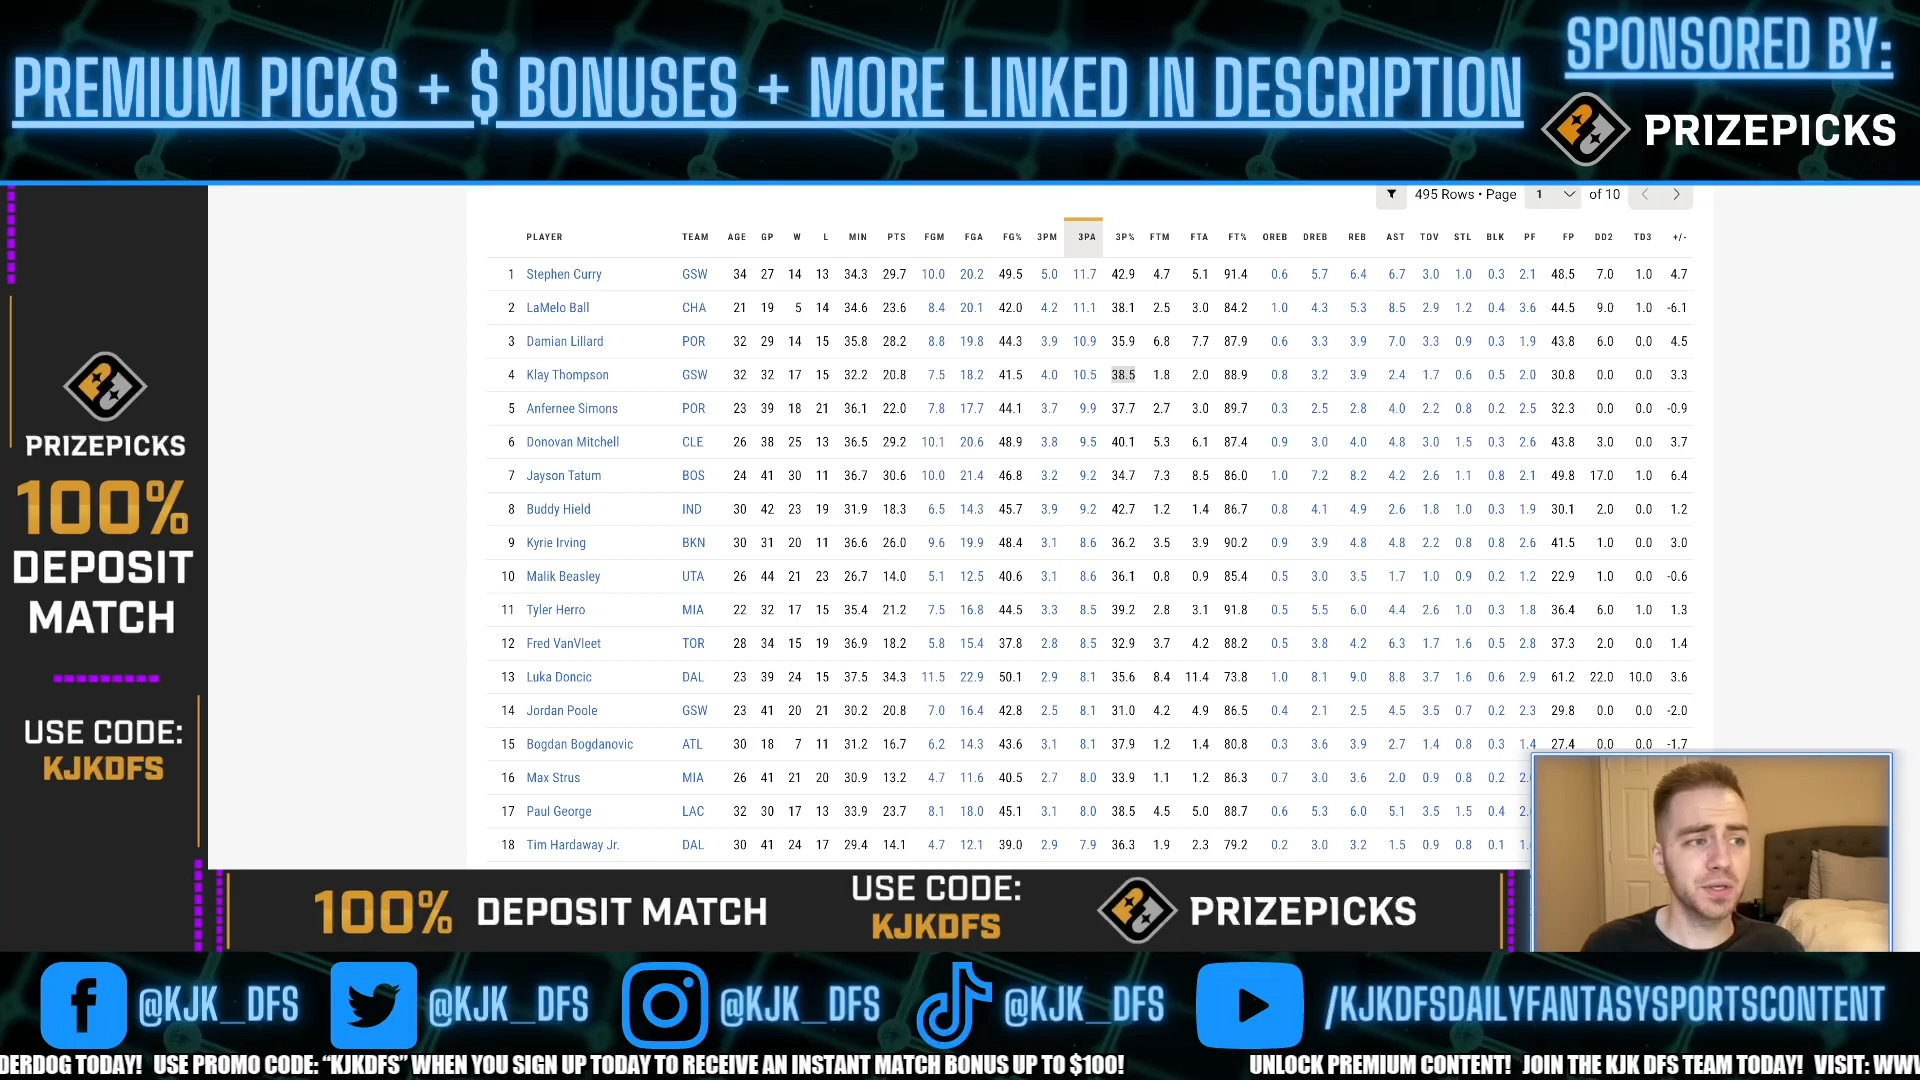 PREMIUM PICKS + $ BONUSES + MORE LINKED IN DESCRIPTION
SPONSORED BY:
PRIZEPICKS
495 Rows • Page 1 of 10
PLAYER TEAM AGE GP W L MIN PTS FGM FGA FG% 3PM 3PA 3P% FTM FTA FT% OREB DREB REB AST TOV STL BLK PF FP DD2 TD3 +/-
1 Stephen Curry GSW 34 27 14 13 34.3 29.7 10.0 20.2 49.5 5.0 11.7 42.9 4.7 5.1 91.4 0.6 5.7 6.4 6.7 3.0 1.0 0.3 2.1 48.5 7.0 1.0 4.7
2 LaMelo Ball CHA 21 19 5 14 34.6 23.6 8.4 20.1 42.0 4.2 11.1 38.1 2.5 3.0 84.2 1.0 4.3 5.3 8.5 2.9 1.2 0.4 3.6 44.5 9.0 1.0 -6.1
3 Damian Lillard POR 32 29 14 15 35.8 28.2 8.8 19.8 44.3 3.9 10.9 35.9 6.8 7.7 87.9 0.6 3.3 3.9 7.0 3.3 0.9 0.3 1.9 43.8 6.0 0.0 4.5
4 Klay Thompson GSW 32 32 17 15 32.2 20.8 7.5 18.2 41.5 4.0 10.5 38.5 1.8 2.0 88.9 0.8 3.2 3.9 2.4 1.7 0.6 0.5 2.0 30.8 0.0 0.0 3.3
5 Anfernee Simons POR 23 39 18 21 36.1 22.0 7.8 17.7 44.1 3.7 9.9 37.7 2.7 3.0 89.7 0.3 2.5 2.8 4.0 2.2 0.8 0.2 2.5 32.3 0.0 0.0 -0.9
6 Donovan Mitchell CLE 26 38 25 13 36.5 29.2 10.1 20.6 48.9 3.8 9.5 40.1 5.3 6.1 87.4 0.9 3.0 4.0 4.8 3.0 1.5 0.3 2.6 43.8 3.0 0.0 3.7
7 Jayson Tatum BOS 24 41 30 11 36.7 30.6 10.0 21.4 46.8 3.2 9.2 34.7 7.3 8.5 86.0 1.0 7.2 8.2 4.2 2.6 1.1 0.8 2.1 49.8 17.0 1.0 6.4
8 Buddy Hield IND 30 42 23 19 31.9 18.3 6.5 14.3 45.7 3.9 9.2 42.7 1.2 1.4 86.7 0.8 4.1 4.9 2.6 1.8 1.0 0.3 1.9 30.1 2.0 0.0 1.2
9 Kyrie Irving BKN 30 31 20 11 36.6 26.0 9.6 19.9 48.4 3.1 8.6 36.2 3.5 3.9 90.2 0.9 3.9 4.8 4.8 2.2 0.8 0.8 2.6 41.5 1.0 0.0 3.0
10 Malik Beasley UTA 26 44 21 23 26.7 14.0 5.1 12.5 40.6 3.1 8.6 36.1 0.8 0.9 85.4 0.5 3.0 3.5 1.7 1.0 0.9 0.2 1.2 22.9 1.0 0.0 -0.6
11 Tyler Herro MIA 22 32 17 15 35.4 21.2 7.5 16.8 44.5 3.3 8.5 39.2 2.8 3.1 91.8 0.5 5.5 6.0 4.4 2.6 1.0 0.3 1.8 36.4 6.0 1.0 1.3
12 Fred VanVleet TOR 28 34 15 19 36.9 18.2 5.8 15.4 37.8 2.8 8.5 32.9 3.7 4.2 88.2 0.5 3.8 4.2 6.3 1.7 1.6 0.5 2.8 37.3 2.0 0.0 1.4
13 Luka Doncic DAL 23 39 24 15 37.5 34.3 11.5 22.9 50.1 2.9 8.1 35.6 8.4 11.4 73.8 1.0 8.1 9.0 8.8 3.7 1.6 0.6 2.9 61.2 22.0 10.0 3.6
14 Jordan Poole GSW 23 41 20 21 30.2 20.8 7.0 16.4 42.8 2.5 8.1 31.0 4.2 4.9 86.5 0.4 2.1 2.5 4.5 3.5 0.7 0.2 2.3 29.8 0.0 0.0 -2.0
15 Bogdan Bogdanovic ATL 30 18 7 11 31.2 16.7 6.2 14.3 43.6 3.1 8.1 37.9 1.2 1.4 80.8 0.3 3.6 3.9 2.7 1.4 0.8 0.3 1.4 27.4 0.0 0.0 -1.7
16 Max Strus MIA 26 41 21 20 30.9 13.2 4.7 11.6 40.5 2.7 8.0 33.9 1.1 1.2 86.3 0.7 3.0 3.6 2.0 0.9 0.8 0.2
17 Paul George LAC 32 30 17 13 33.9 23.7 8.1 18.0 45.1 3.1 8.0 38.5 4.5 5.0 88.7 0.6 5.3 6.0 5.1 3.5 1.5 0.4
18 Tim Hardaway Jr. DAL 30 41 24 17 29.4 14.1 4.7 12.1 39.0 2.9 7.9 36.3 1.9 2.3 79.2 0.2 3.0 3.2 1.5 0.9 0.8 0.1
PRIZEPICKS
100%
DEPOSIT
MATCH
USE CODE:
KJKDFS
100% DEPOSIT MATCH
USE CODE:
KJKDFS
PRIZEPICKS
@KJK_DFS @KJK_DFS @KJK_DFS @KJK_DFS /KJKDFSDAILYFANTASYSPORTSCONTENT
DERDOG TODAY! USE PROMO CODE: "KJKDFS" WHEN YOU SIGN UP TODAY TO RECEIVE AN INSTANT MATCH BONUS UP TO $100! UNLOCK PREMIUM CONTENT! JOIN THE KJK DFS TEAM TODAY! VISIT: WWW